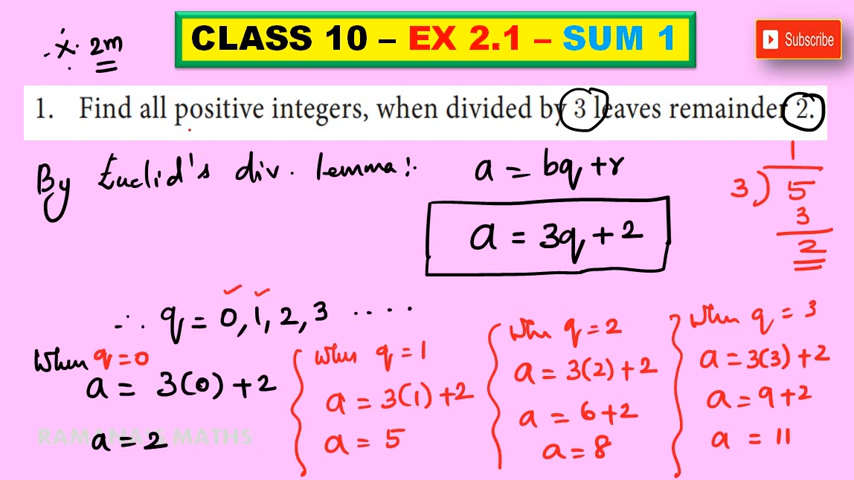 CLASS 10 – EX 2.1 – SUM 1
Subscribe
2m
1. Find all positive integers, when divided by 3 leaves remainder 2.
By Euclid's div. lemma:
a = bq + r
a = 3q + 2
1
3) 5
3
2
∴ q = 0, 1, 2, 3 ....
When q=0
a = 3(0) + 2
a = 2
When q = 1
a = 3(1) + 2
a = 5
When q = 2
a = 3(2) + 2
a = 6 + 2
a = 8
When q = 3
a = 3(3) + 2
a = 9 + 2
a = 11